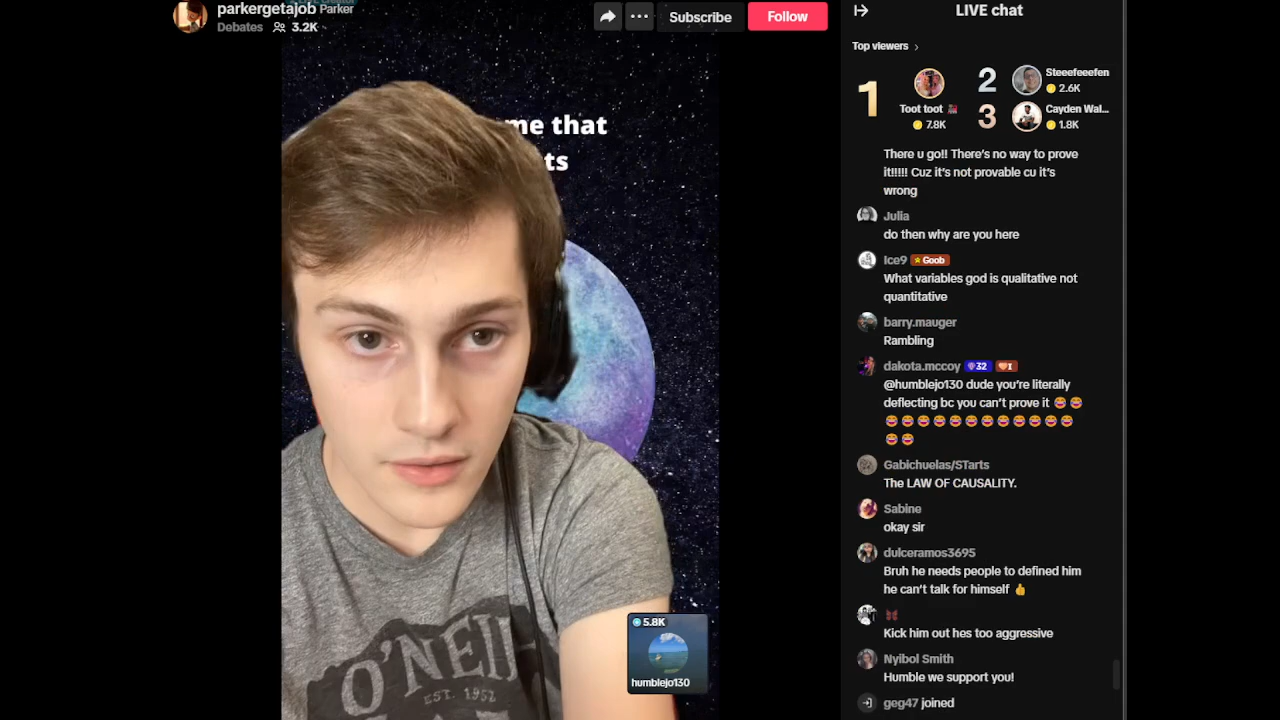 parkergetajob Parker
Debates 3.2K
Subscribe
Follow
me that
ts
O'NEIL
EST. 1952
5.8K
humblejo130
LIVE chat
Top viewers
1
Toot toot
7.8K
2
Steeefeeefen
2.6K
3
Cayden Wal...
1.8K
There u go!! There's no way to prove
it!!!!! Cuz it's not provable cu it's
wrong
Julia
do then why are you here
Ice9 Goob
What variables god is qualitative not
quantitative
barry.mauger
Rambling
dakota.mccoy 32 I
@humblejo130 dude you're literally
deflecting bc you can't prove it 😂 😂
😂 😂 😂 😂 😂 😂 😂 😂 😂 😂 😂 😂
😂 😂
Gabichuelas/STarts
The LAW OF CAUSALITY.
Sabine
okay sir
dulceramos3695
Bruh he needs people to defined him
he can't talk for himself 👍
Kick him out hes too aggressive
Nyibol Smith
Humble we support you!
geg47 joined